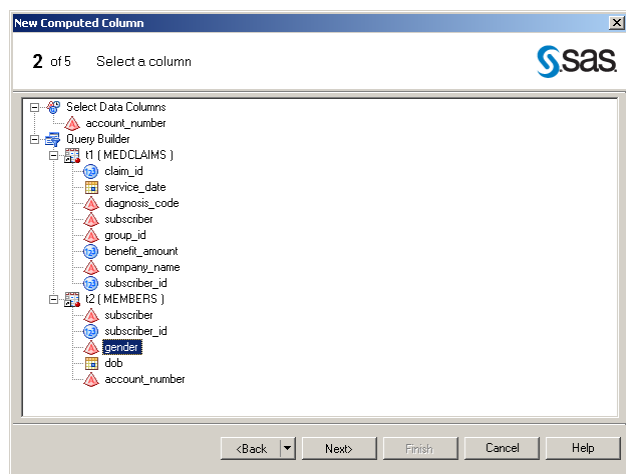 New Computed Column
2 of 5 Select a column
sas
Select Data Columns
account_number
Query Builder
t1 ( MEDCLAIMS )
claim_id
service_date
diagnosis_code
subscriber
group_id
benefit_amount
company_name
subscriber_id
t2 ( MEMBERS )
subscriber
subscriber_id
gender
dob
account_number
<Back Next> Finish Cancel Help